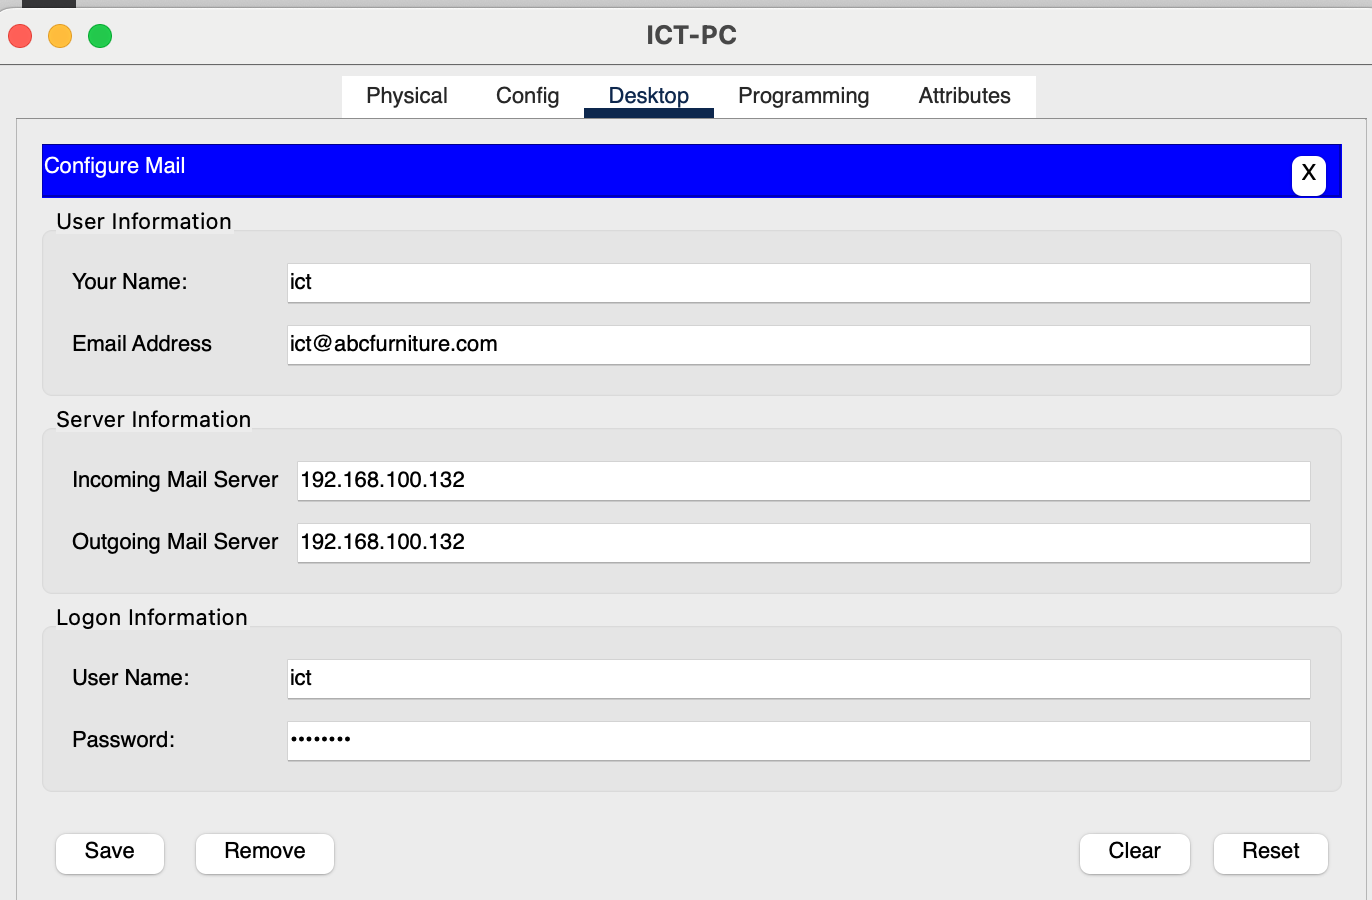 ICT-PC
Physical Config Desktop Programming Attributes
Configure Mail X
User Information
Your Name: ict
Email Address ict@abcfurniture.com
Server Information
Incoming Mail Server 192.168.100.132
Outgoing Mail Server 192.168.100.132
Logon Information
User Name: ict
Password: ••••••••
Save Remove Clear Reset